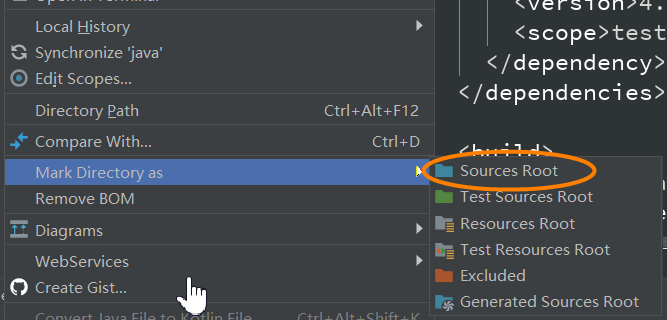 Open in Terminal
Local History
Synchronize 'java'
Edit Scopes...
Directory Path Ctrl+Alt+F12
Compare With... Ctrl+D
Mark Directory as
Remove BOM
Diagrams
WebServices
Create Gist...
Convert Java File to Kotlin File Ctrl+Alt+Shift+K
<version>4.
<scope>test
</dependency>
</dependencies>
<build>
Sources Root
Test Sources Root
Resources Root
Test Resources Root
Excluded
Generated Sources Root